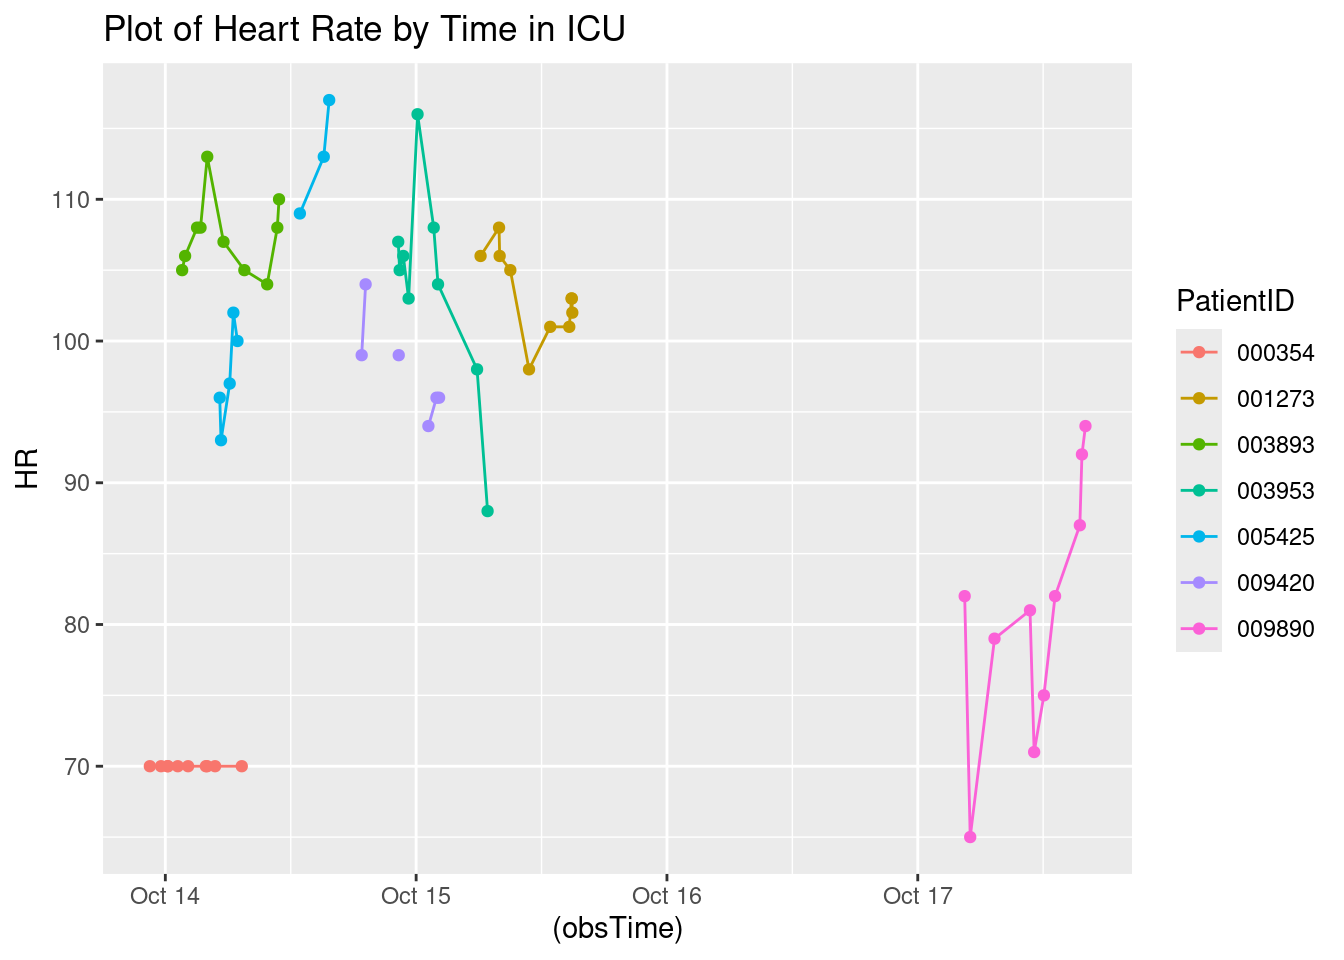 Plot of Heart Rate by Time in ICU
110
100
90
80
70
HR
Oct 14
Oct 15
Oct 16
Oct 17
(obsTime)
PatientID
000354
001273
003893
003953
005425
009420
009890